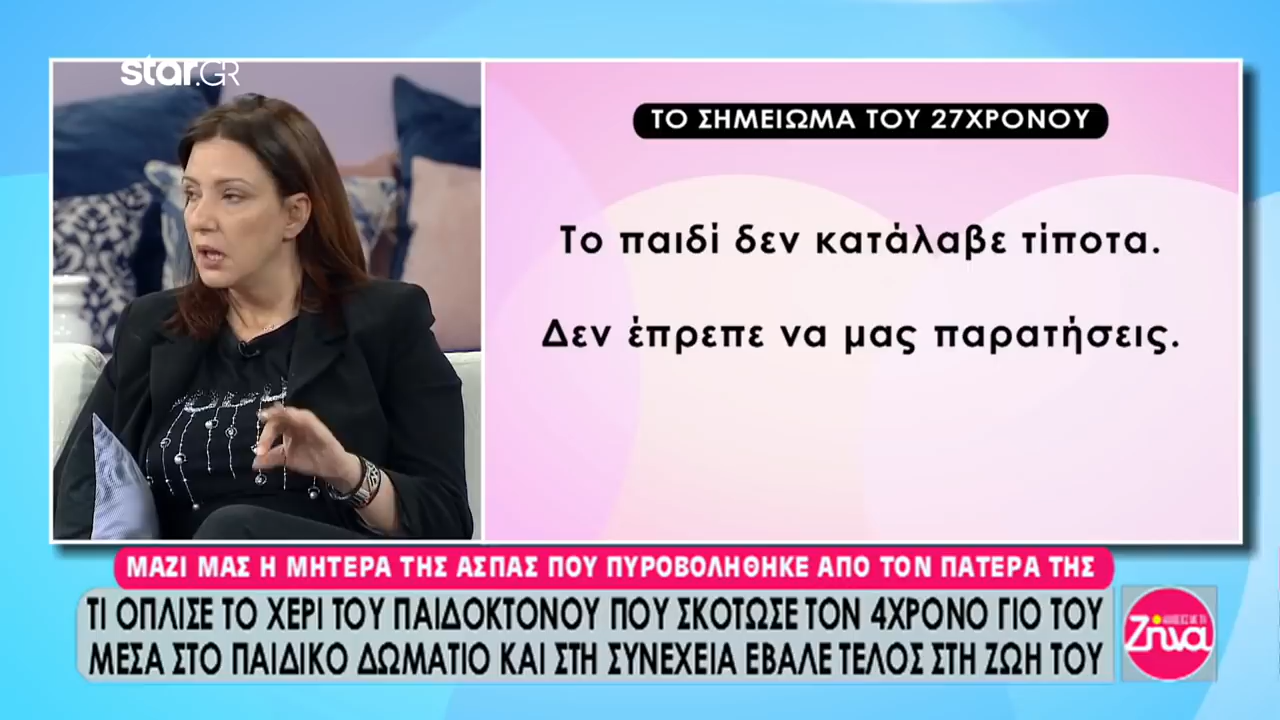 star.GR
ΤΟ ΣΗΜΕΙΩΜΑ ΤΟΥ 27ΧΡΟΝΟΥ
Το παιδί δεν κατάλαβε τίποτα.
Δεν έπρεπε να μας παρατήσεις.
ΜΑΖΙ ΜΑΣ Η ΜΗΤΕΡΑ ΤΗΣ ΑΣΠΑΣ ΠΟΥ ΠΥΡΟΒΟΛΗΘΗΚΕ ΑΠΟ ΤΟΝ ΠΑΤΕΡΑ ΤΗΣ
ΤΙ ΟΠΛΙΣΕ ΤΟ ΧΕΡΙ ΤΟΥ ΠΑΙΔΟΚΤΟΝΟΥ ΠΟΥ ΣΚΟΤΩΣΕ ΤΟΝ 4ΧΡΟΝΟ ΓΙΟ ΤΟΥ
ΜΕΣΑ ΣΤΟ ΠΑΙΔΙΚΟ ΔΩΜΑΤΙΟ ΚΑΙ ΣΤΗ ΣΥΝΕΧΕΙΑ ΕΒΑΛΕ ΤΕΛΟΣ ΣΤΗ ΖΩΗ ΤΟΥ
Ζήνα